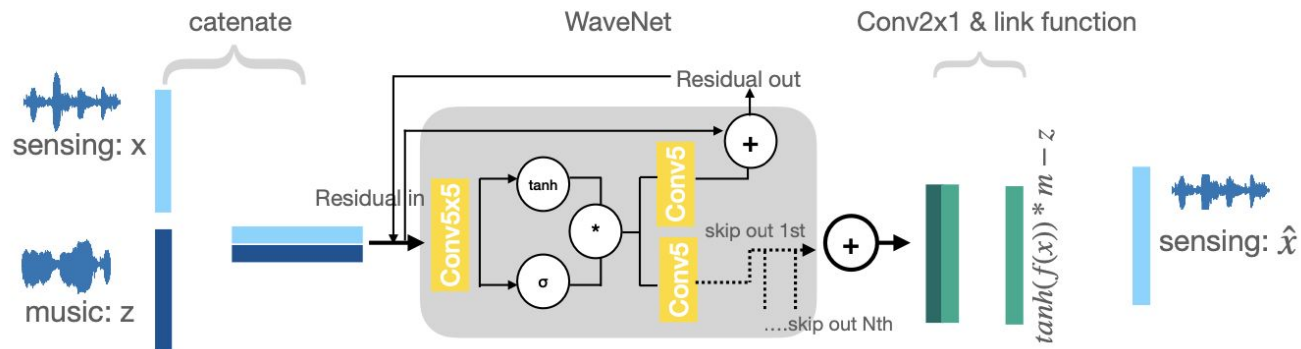 catenate
WaveNet
Conv2x1 & link function
sensing: x
music: z
Residual in
Residual out
Conv5x5
tanh
σ
*
Conv5
Conv5
+
skip out 1st
....skip out Nth
+
tanh(f(x)) * m − z
sensing: x̂